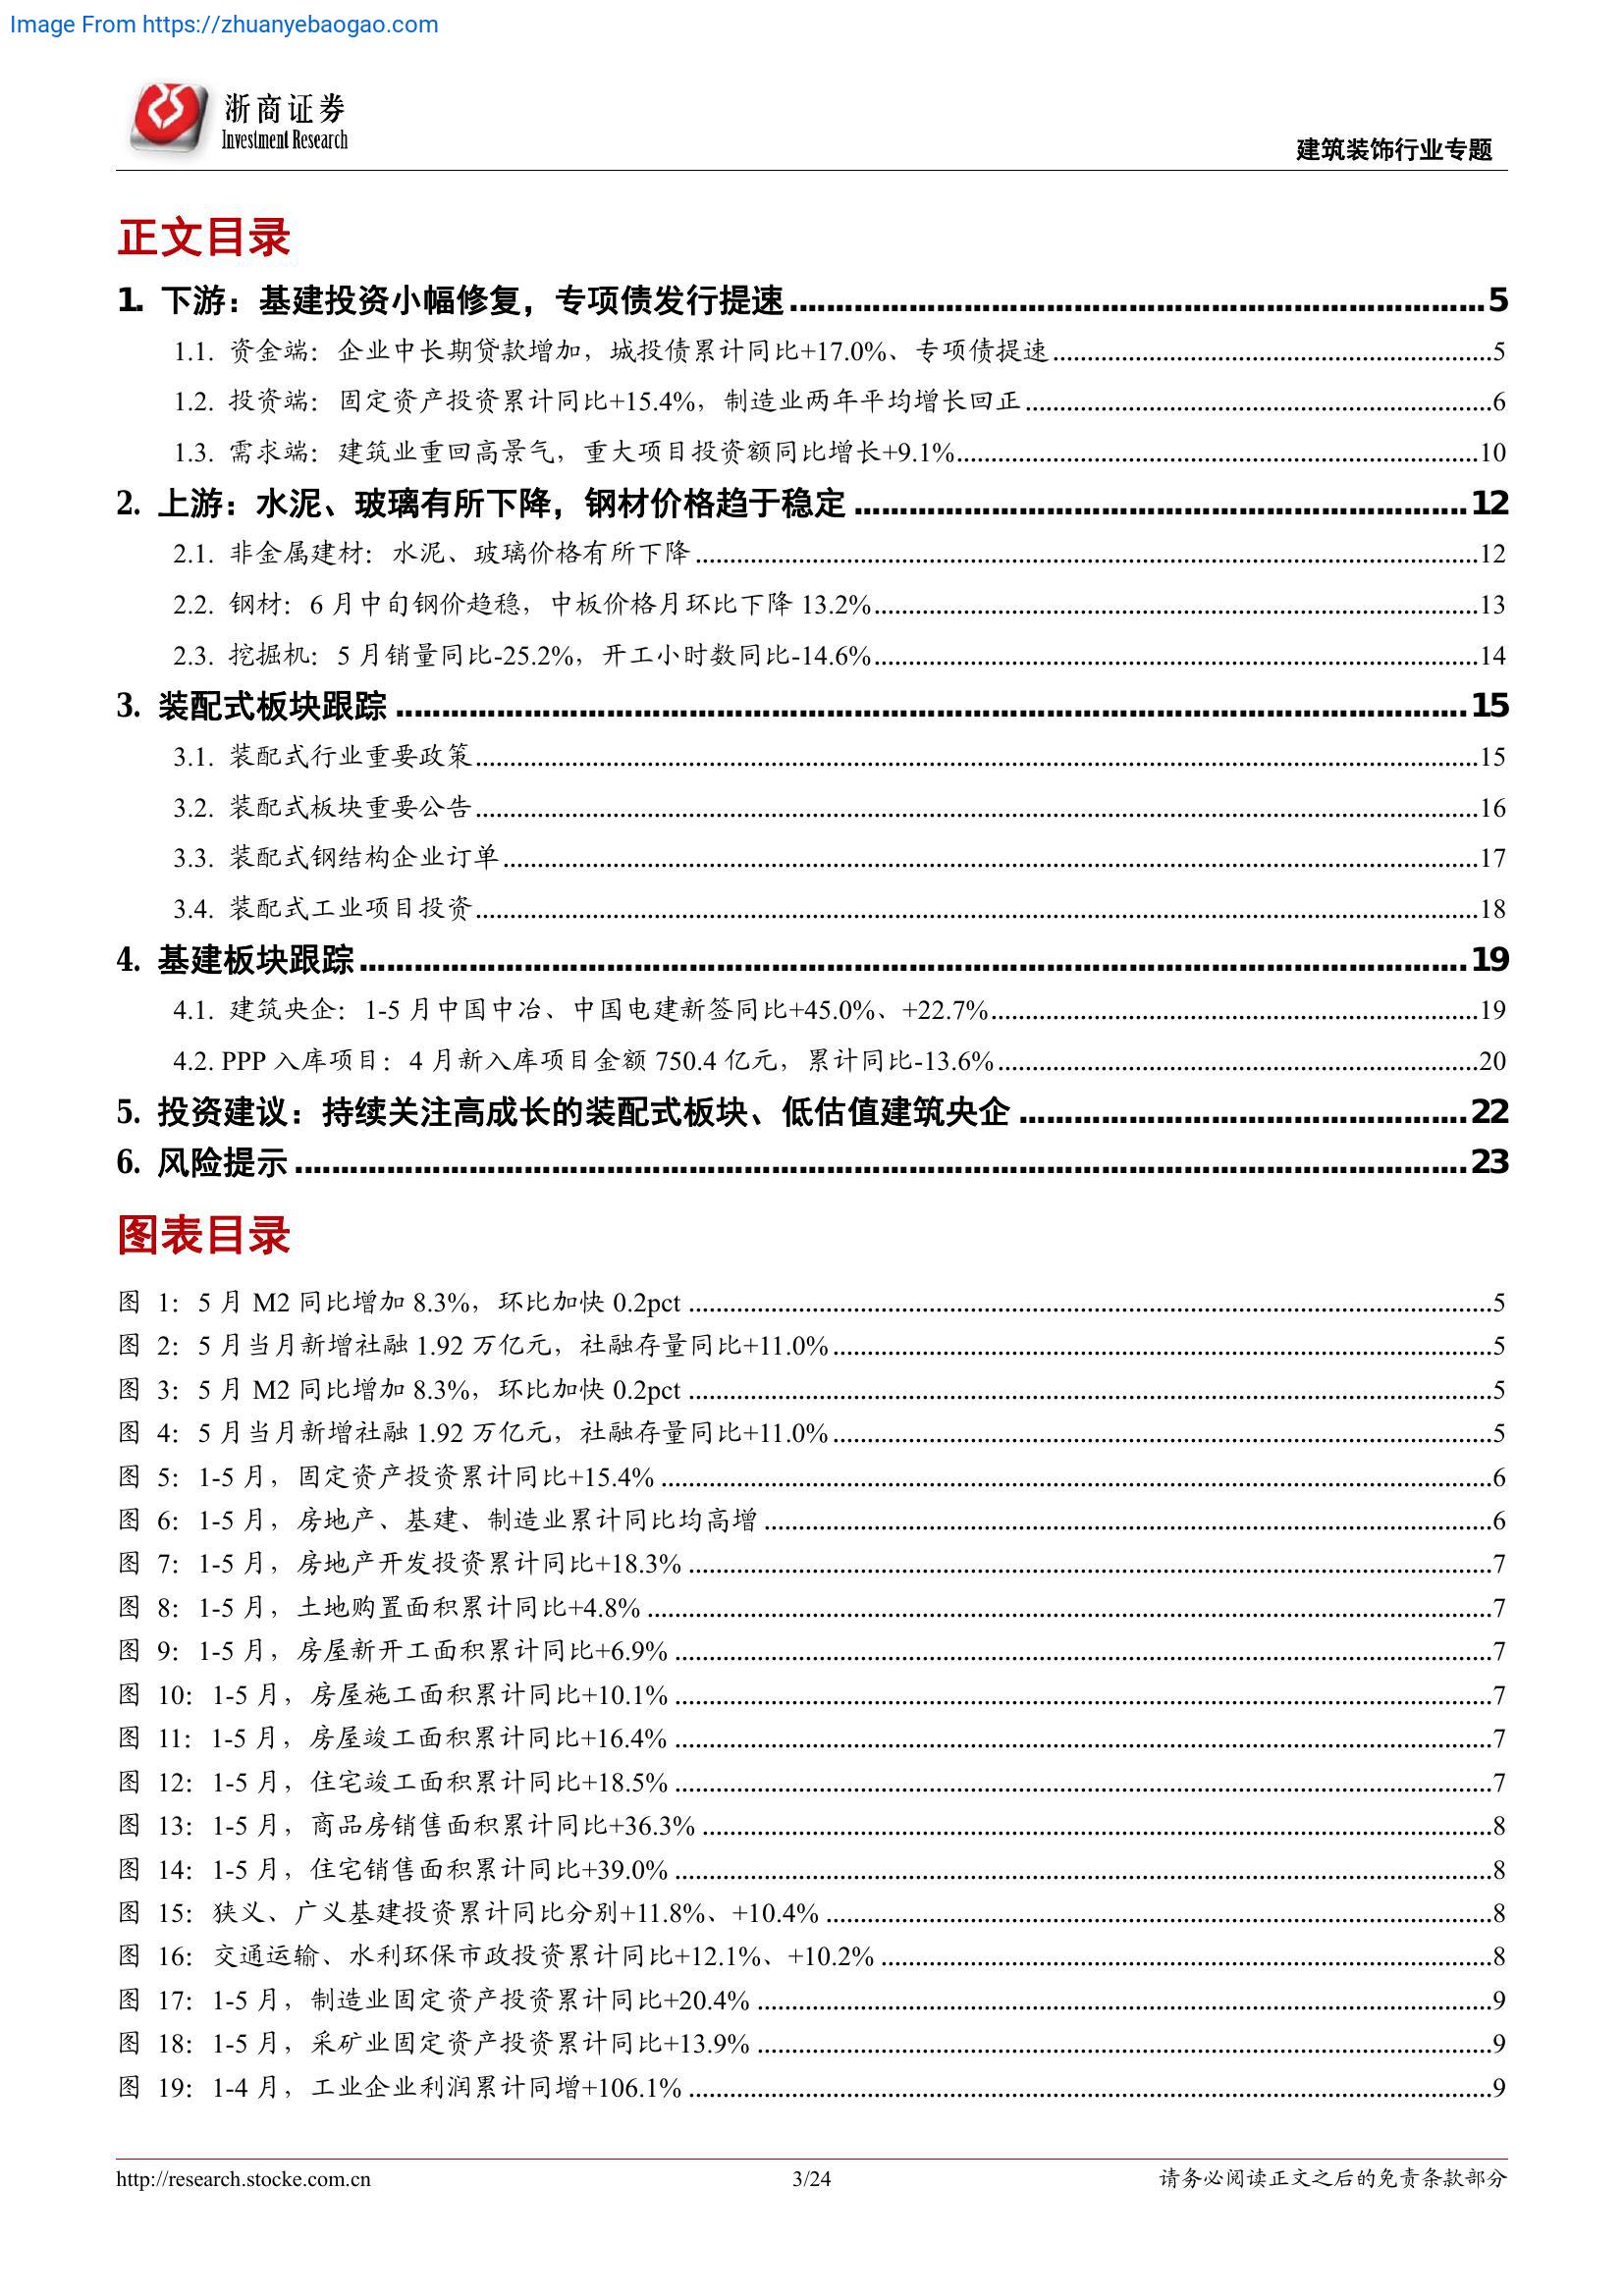 Image From https://zhuanyebaogao.com
浙商证券
Investment Research
建筑装饰行业专题
正文目录
1. 下游：基建投资小幅修复，专项债发行提速 5
1.1. 资金端：企业中长期贷款增加，城投债累计同比+17.0%、专项债提速 5
1.2. 投资端：固定资产投资累计同比+15.4%，制造业两年平均增长回正 6
1.3. 需求端：建筑业重回高景气，重大项目投资额同比增长+9.1% 10
2. 上游：水泥、玻璃有所下降，钢材价格趋于稳定 12
2.1. 非金属建材：水泥、玻璃价格有所下降 12
2.2. 钢材：6 月中旬钢价趋稳，中板价格月环比下降 13.2% 13
2.3. 挖掘机：5 月销量同比-25.2%，开工小时数同比-14.6% 14
3. 装配式板块跟踪 15
3.1. 装配式行业重要政策 15
3.2. 装配式板块重要公告 16
3.3. 装配式钢结构企业订单 17
3.4. 装配式工业项目投资 18
4. 基建板块跟踪 19
4.1. 建筑央企：1-5 月中国中冶、中国电建新签同比+45.0%、+22.7% 19
4.2. PPP 入库项目：4 月新入库项目金额 750.4 亿元，累计同比-13.6% 20
5. 投资建议：持续关注高成长的装配式板块、低估值建筑央企 22
6. 风险提示 23
图表目录
图 1：5 月 M2 同比增加 8.3%，环比加快 0.2pct 5
图 2：5 月当月新增社融 1.92 万亿元，社融存量同比+11.0% 5
图 3：5 月 M2 同比增加 8.3%，环比加快 0.2pct 5
图 4：5 月当月新增社融 1.92 万亿元，社融存量同比+11.0% 5
图 5：1-5 月，固定资产投资累计同比+15.4% 6
图 6：1-5 月，房地产、基建、制造业累计同比均高增 6
图 7：1-5 月，房地产开发投资累计同比+18.3% 7
图 8：1-5 月，土地购置面积累计同比+4.8% 7
图 9：1-5 月，房屋新开工面积累计同比+6.9% 7
图 10：1-5 月，房屋施工面积累计同比+10.1% 7
图 11：1-5 月，房屋竣工面积累计同比+16.4% 7
图 12：1-5 月，住宅竣工面积累计同比+18.5% 7
图 13：1-5 月，商品房销售面积累计同比+36.3% 8
图 14：1-5 月，住宅销售面积累计同比+39.0% 8
图 15：狭义、广义基建投资累计同比分别+11.8%、+10.4% 8
图 16：交通运输、水利环保市政投资累计同比+12.1%、+10.2% 8
图 17：1-5 月，制造业固定资产投资累计同比+20.4% 9
图 18：1-5 月，采矿业固定资产投资累计同比+13.9% 9
图 19：1-4 月，工业企业利润累计同增+106.1% 9
http://research.stocke.com.cn
3/24
请务必阅读正文之后的免责条款部分